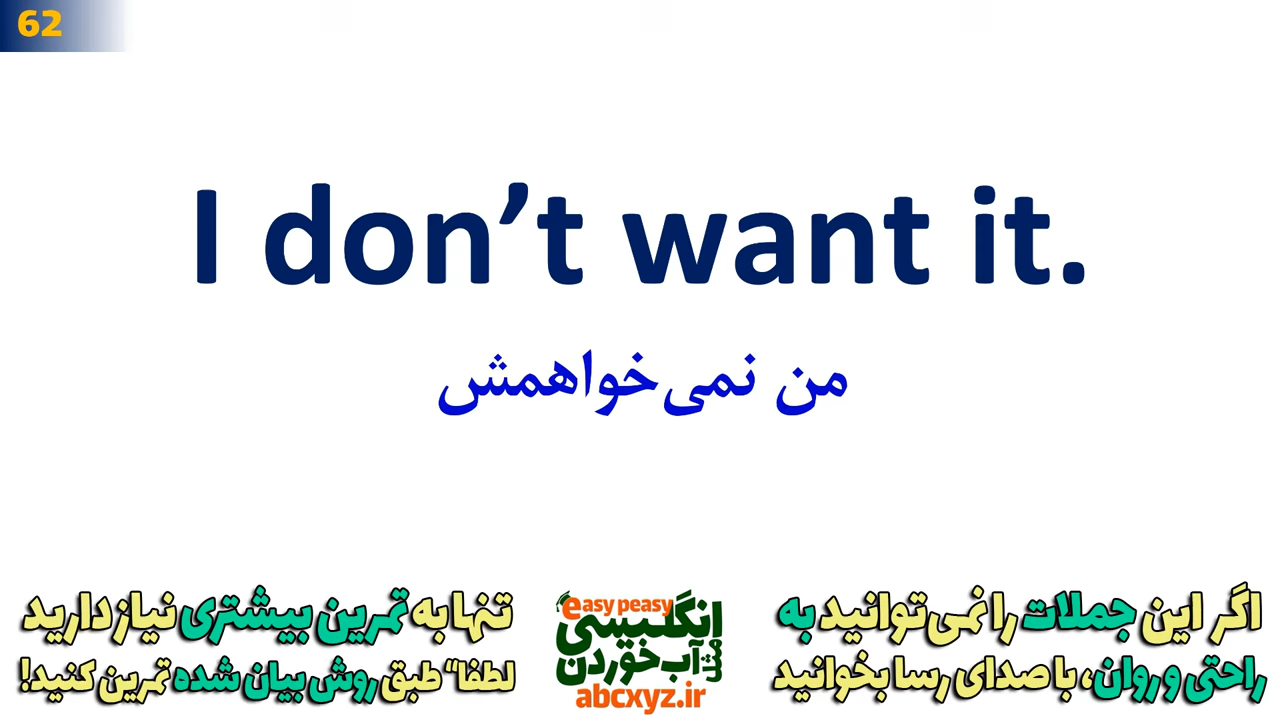 62
I don’t want it.
من نمی‌خواهمش
اگر این جملات را نمی‌توانید به
راحتی و روان، با صدای رسا بخوانید
easy peasy
انگلیسی
مثل آب خوردن
abcxyz.ir
تنها به تمرین بیشتری نیاز دارید
لطفا“ طبق روش بیان شده تمرین کنید!